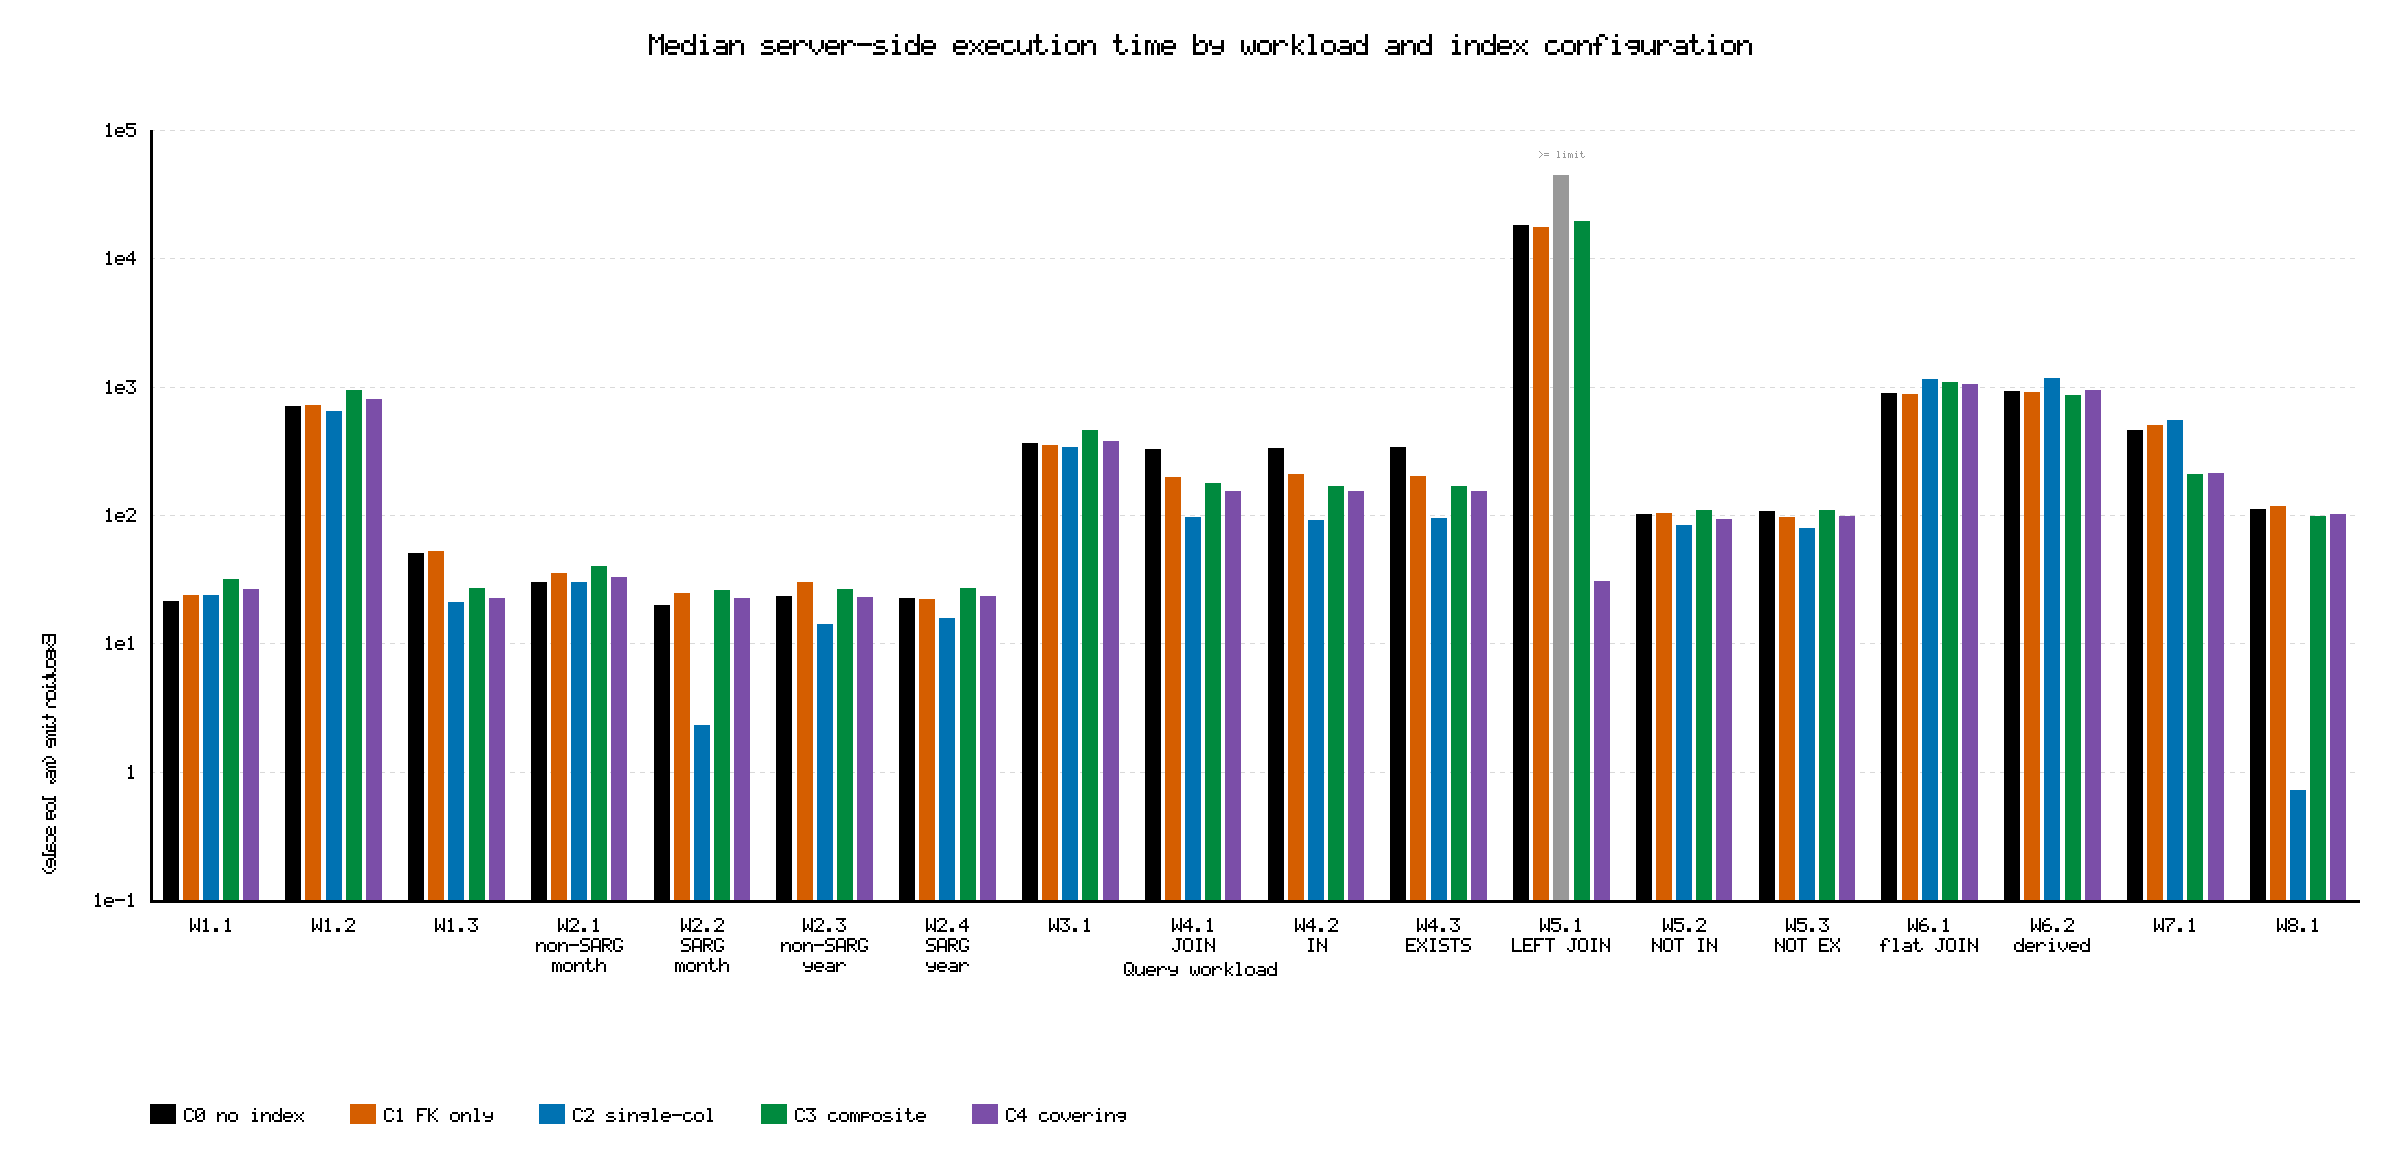 Median server-side execution time by workload and index configuration
1e5
>= limit
1e4
1e3
1e2
1e1
1
1e-1
Execution time (ms, log scale)
W1.1 W1.2 W1.3 W2.1 W2.2 W2.3 W2.4 W3.1 W4.1 W4.2 W4.3 W5.1 W5.2 W5.3 W6.1 W6.2 W7.1 W8.1
non-SARG SARG non-SARG SARG JOIN IN EXISTS LEFT JOIN NOT IN NOT EX flat JOIN derived
month month year year
Query workload
C0 no index C1 FK only C2 single-col C3 composite C4 covering